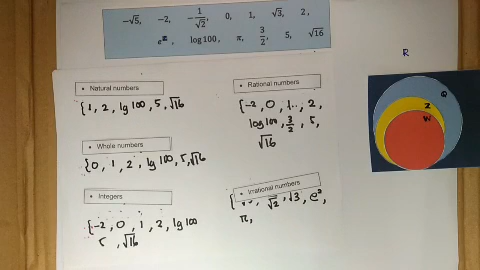 -√5, -2, -1/√2, 0, 1, √3, 2,
log100, π, 3/2, 5, √16
R
Q
Z
W
• Natural numbers
{1, 2, lg 100, 5, √16
• Whole numbers
{0, 1, 2, lg 100, 5, √16
• Integers
{-2, 0, 1, 2, lg 100
5, √16
• Rational numbers
{-2, 0, 1, 2,
log 100, 3/2, 5,
√16
• Irrational numbers
√2, √3, e²,
π,